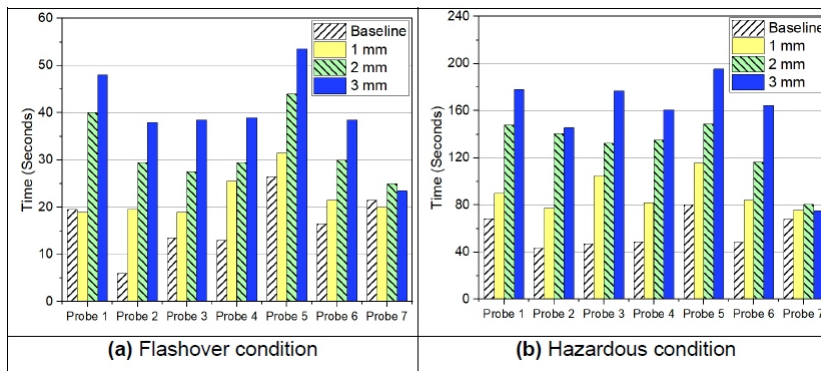 60
50
40
30
20
10
0
Time (Seconds)
Baseline
1 mm
2 mm
3 mm
Probe 1 Probe 2 Probe 3 Probe 4 Probe 5 Probe 6 Probe 7
(a) Flashover condition
240
200
160
120
80
40
0
Time (Seconds)
Baseline
1 mm
2 mm
3 mm
Probe 1 Probe 2 Probe 3 Probe 4 Probe 5 Probe 6 Probe 7
(b) Hazardous condition